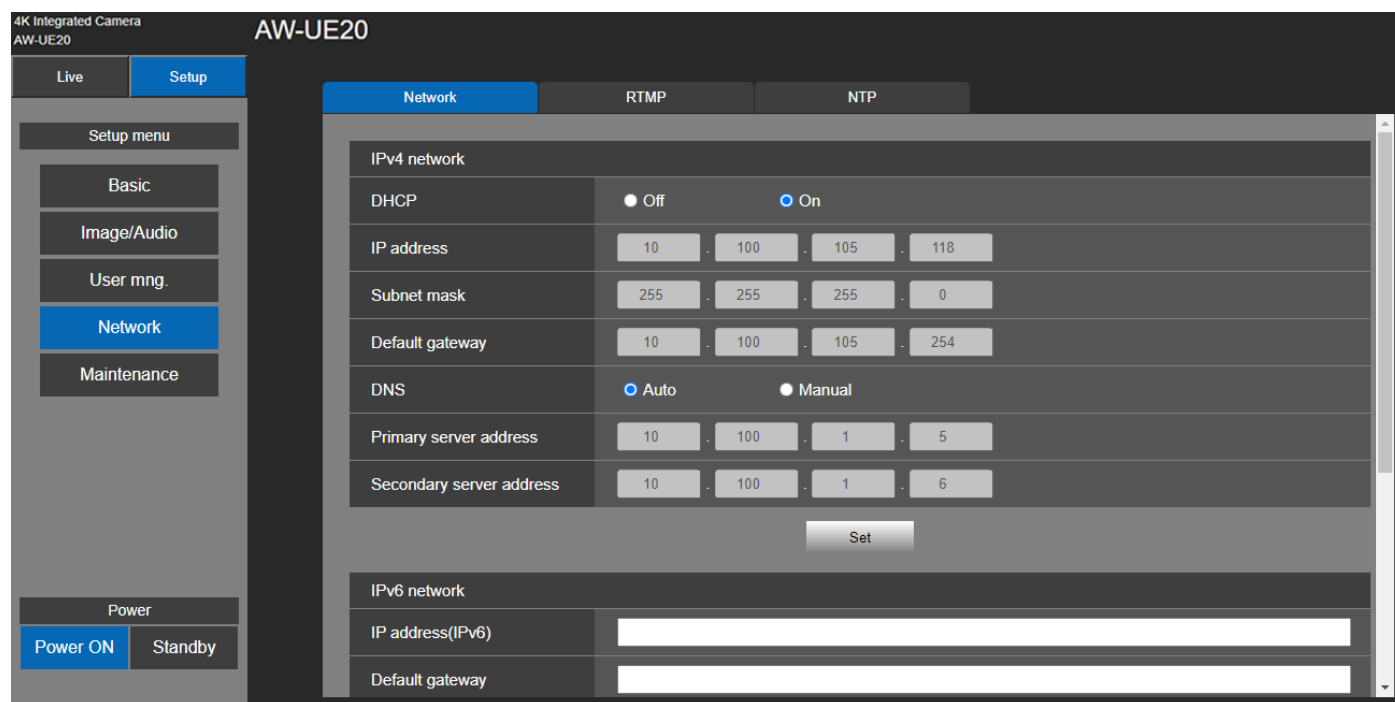 4K Integrated Camera
AW-UE20
AW-UE20
Live Setup
Setup menu
Basic
Image/Audio
User mng.
Network
Maintenance
Power
Power ON Standby
Network RTMP NTP
IPv4 network
DHCP Off On
IP address 10 . 100 . 105 . 118
Subnet mask 255 . 255 . 255 . 0
Default gateway 10 . 100 . 105 . 254
DNS Auto Manual
Primary server address 10 . 100 . 1 . 5
Secondary server address 10 . 100 . 1 . 6
Set
IPv6 network
IP address(IPv6)
Default gateway